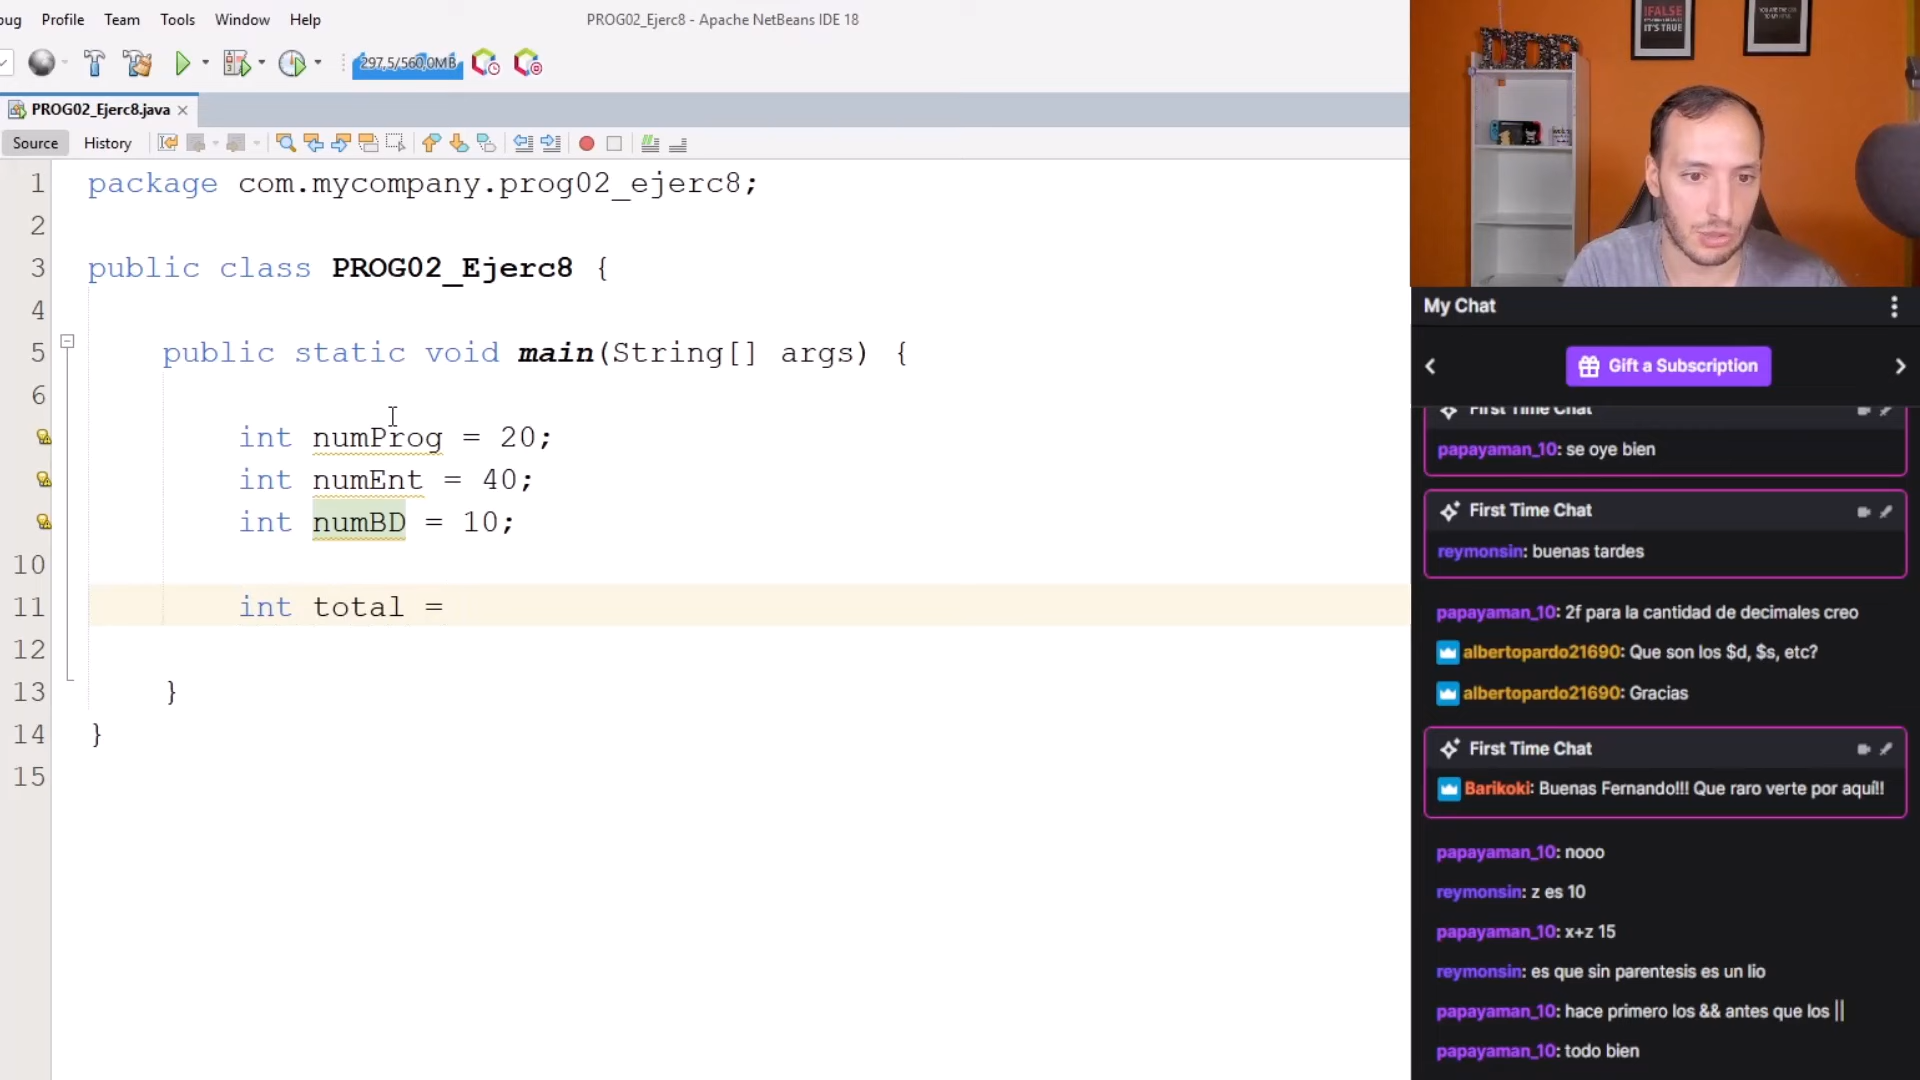 bug Profile Team Tools Window Help
PROG02_Ejerc8 - Apache NetBeans IDE 18
297,5/560,0MB
PROG02_Ejerc8.java
Source History
1 package com.mycompany.prog02_ejerc8;
2
3 public class PROG02_Ejerc8 {
4
5 public static void main(String[] args) {
6
int numProg = 20;
int numEnt = 40;
int numBD = 10;
10
11 int total =
12
13 }
14 }
15
IFALSE
IT'S TRUE
My Chat
Gift a Subscription
First Time Chat
papayaman_10: se oye bien
First Time Chat
reymonsin: buenas tardes
papayaman_10: 2f para la cantidad de decimales creo
albertopardo21690: Que son los $d, $s, etc?
albertopardo21690: Gracias
First Time Chat
Barikoki: Buenas Fernando!!! Que raro verte por aquí!!
papayaman_10: nooo
reymonsin: z es 10
papayaman_10: x+z 15
reymonsin: es que sin parentesis es un lio
papayaman_10: hace primero los && antes que los ||
papayaman_10: todo bien